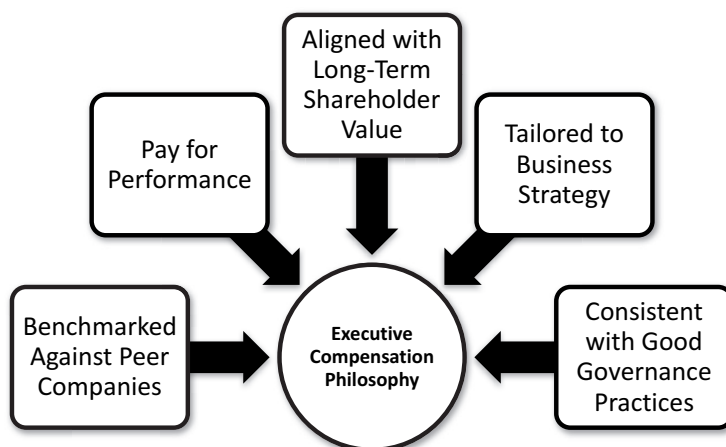 Aligned with
Long-Term
Shareholder
Value
Pay for
Performance
Tailored to
Business
Strategy
Benchmarked
Against Peer
Companies
Executive
Compensation
Philosophy
Consistent
with Good
Governance
Practices